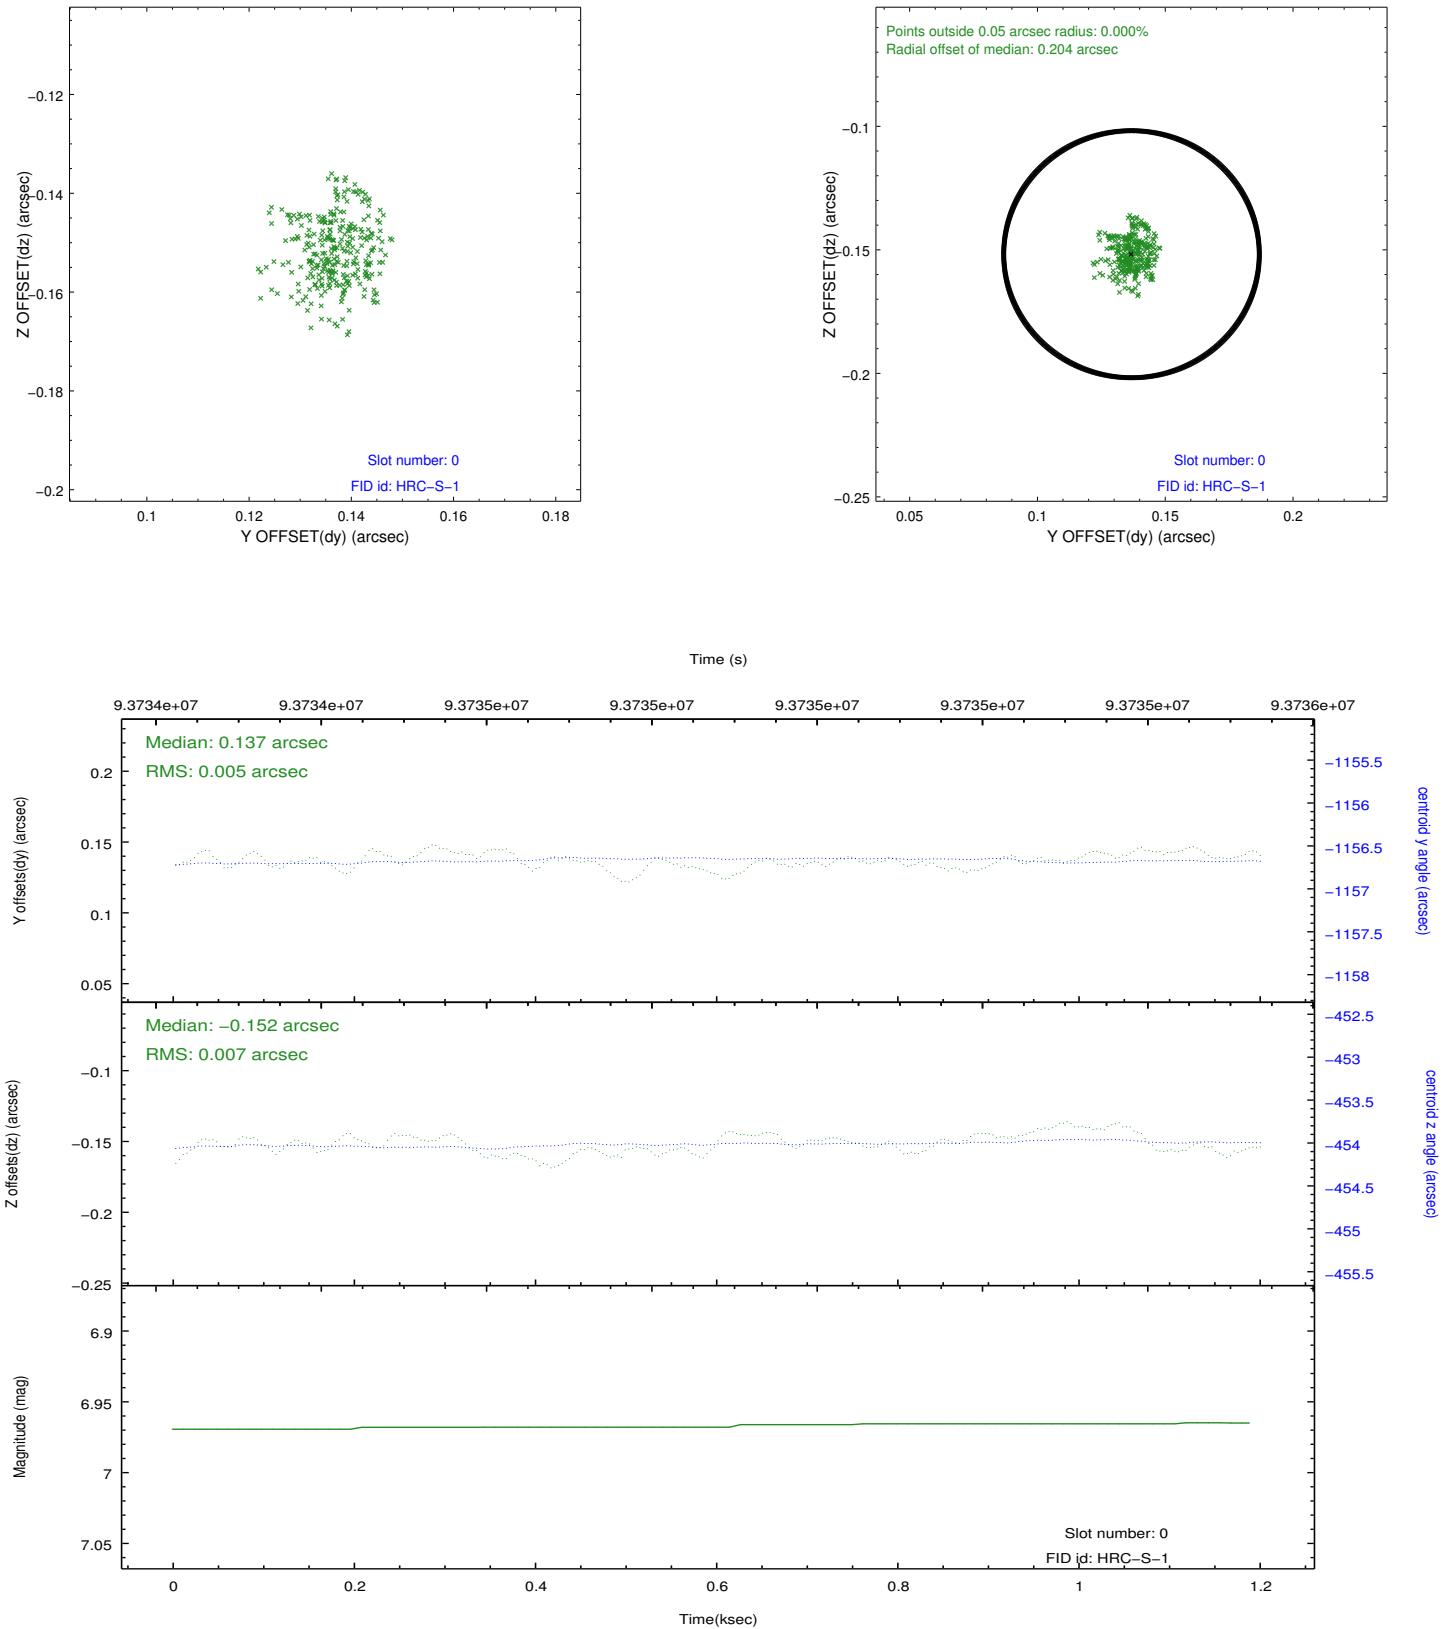 −0.12
−0.14
−0.16
−0.18
−0.2
Z OFFSET(dz) (arcsec)
Slot number: 0
FID id: HRC−S−1
0.1 0.12 0.14 0.16 0.18
Y OFFSET(dy) (arcsec)
Points outside 0.05 arcsec radius: 0.000%
Radial offset of median: 0.204 arcsec
−0.1
−0.15
−0.2
−0.25
Z OFFSET(dz) (arcsec)
Slot number: 0
FID id: HRC−S−1
0.05 0.1 0.15 0.2
Y OFFSET(dy) (arcsec)
Time (s)
9.3734e+07 9.3734e+07 9.3735e+07 9.3735e+07 9.3735e+07 9.3735e+07 9.3735e+07 9.3736e+07
Median: 0.137 arcsec
RMS: 0.005 arcsec
0.2
0.15
0.1
0.05
Y offsets(dy) (arcsec)
−1155.5
−1156
−1156.5
−1157
−1157.5
−1158
centroid y angle (arcsec)
Median: −0.152 arcsec
RMS: 0.007 arcsec
−0.1
−0.15
−0.2
−0.25
Z offsets(dz) (arcsec)
−452.5
−453
−453.5
−454
−454.5
−455
−455.5
centroid z angle (arcsec)
6.9
6.95
7
7.05
Magnitude (mag)
Slot number: 0
FID id: HRC−S−1
0 0.2 0.4 0.6 0.8 1 1.2
Time(ksec)